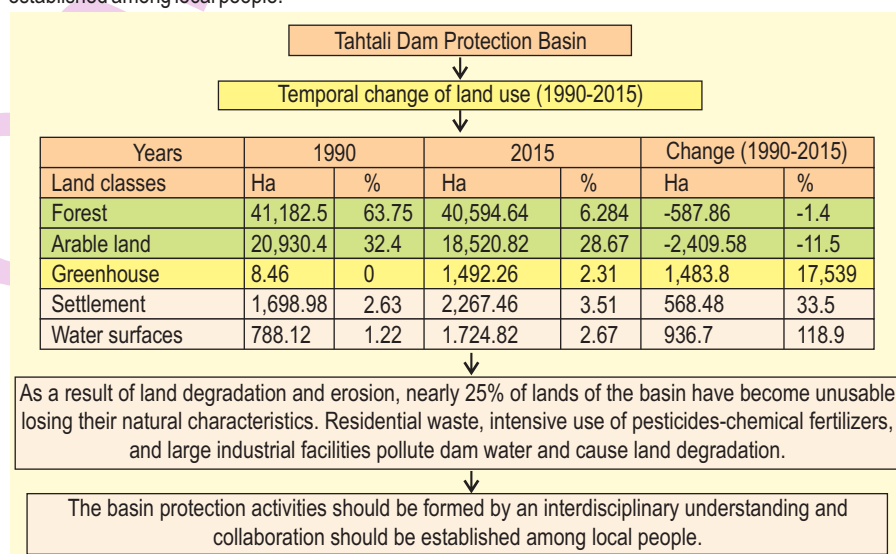 established among local people.
Tahtali Dam Protection Basin
Temporal change of land use (1990-2015)
Years 1990 2015 Change (1990-2015)
Land classes Ha % Ha % Ha %
Forest 41,182.5 63.75 40,594.64 6.284 -587.86 -1.4
Arable land 20,930.4 32.4 18,520.82 28.67 -2,409.58 -11.5
Greenhouse 8.46 0 1,492.26 2.31 1,483.8 17,539
Settlement 1,698.98 2.63 2,267.46 3.51 568.48 33.5
Water surfaces 788.12 1.22 1.724.82 2.67 936.7 118.9
As a result of land degradation and erosion, nearly 25% of lands of the basin have become unusable
losing their natural characteristics. Residential waste, intensive use of pesticides-chemical fertilizers,
and large industrial facilities pollute dam water and cause land degradation.
The basin protection activities should be formed by an interdisciplinary understanding and
collaboration should be established among local people.